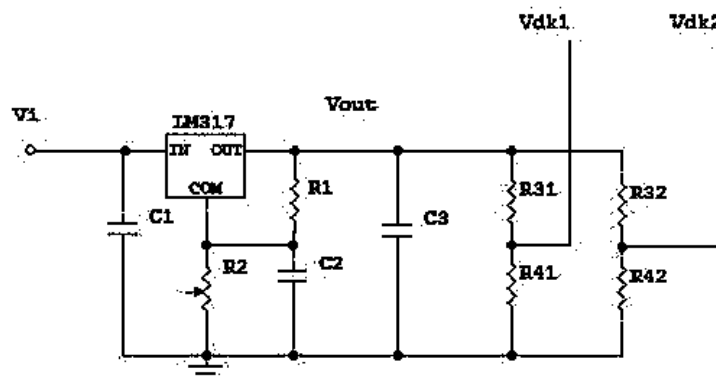 Vdk1
Vdk2
Vi
LM317
Vout
IN
OUT
COM
R1
R31
R32
C1
C3
R2
C2
R41
R42